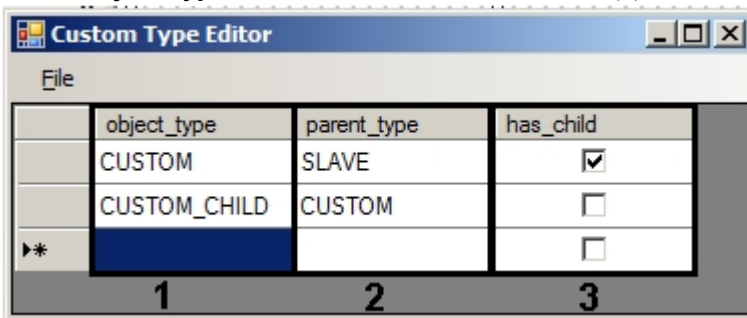 Custom Type Editor
File
object_type parent_type has_child
CUSTOM SLAVE
CUSTOM_CHILD CUSTOM
1 2 3